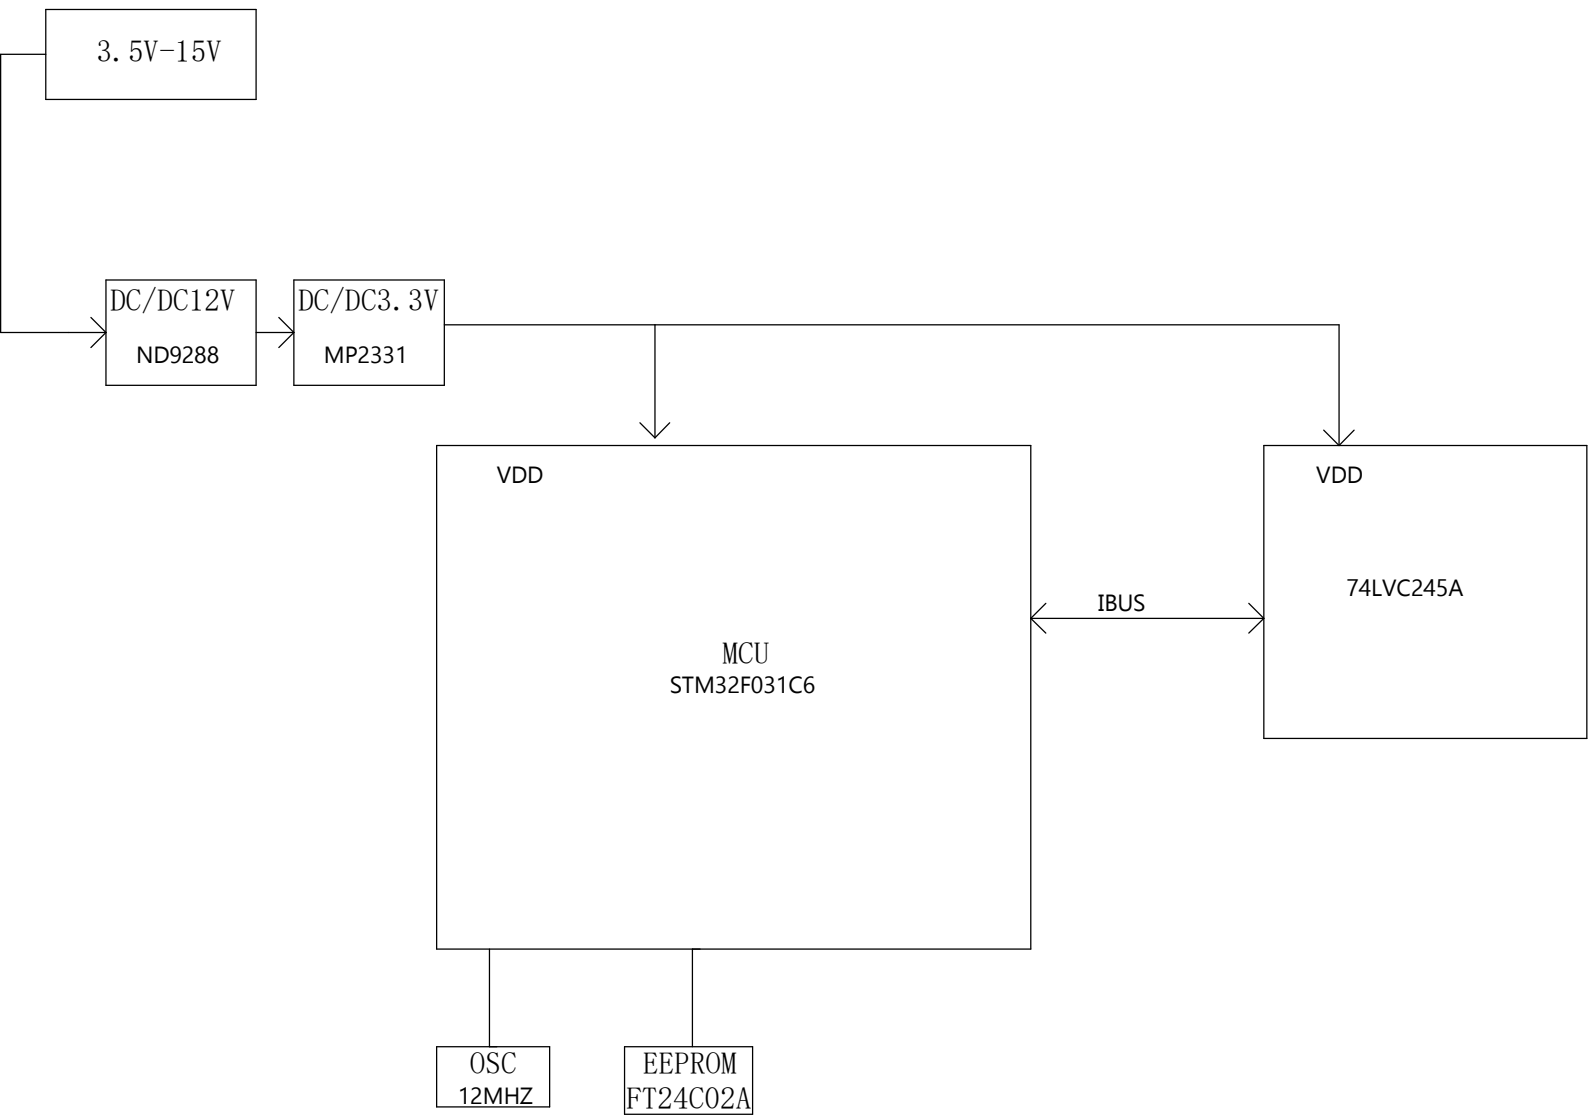 3.5V-15V
DC/DC12V
ND9288
DC/DC3.3V
MP2331
VDD
VDD
74LVC245A
IBUS
MCU
STM32F031C6
OSC
12MHZ
EEPROM
FT24C02A